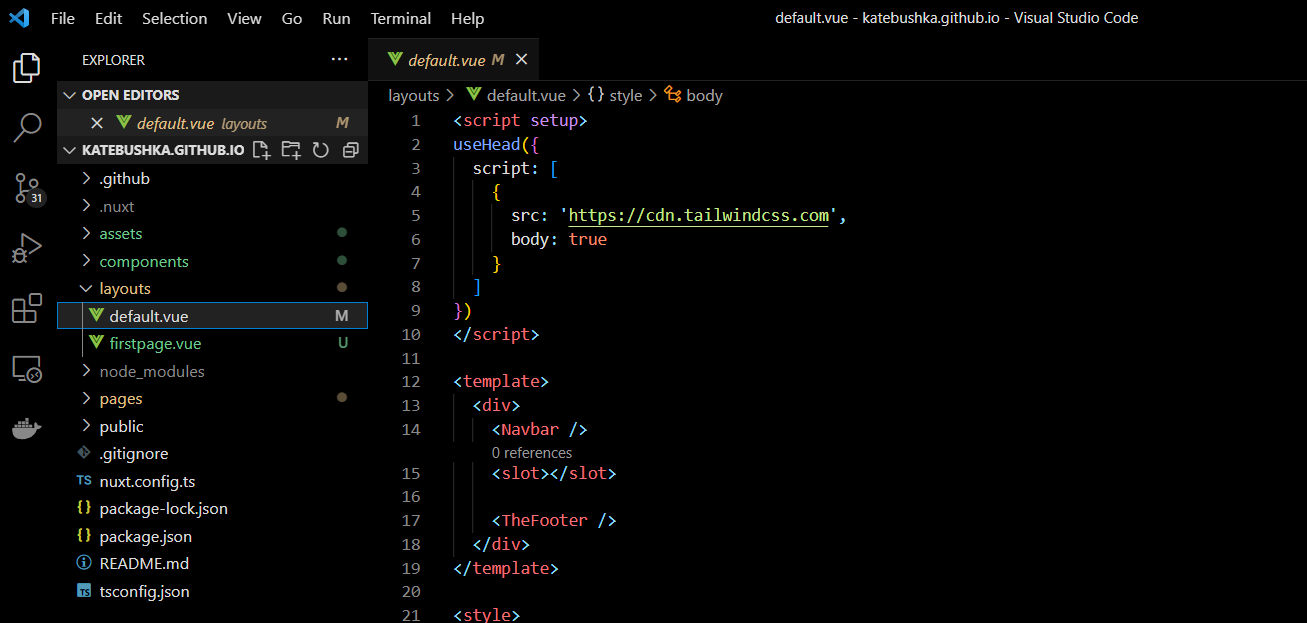 File Edit Selection View Go Run Terminal Help default.vue - katebushka.github.io - Visual Studio Code
EXPLORER ···
OPEN EDITORS
default.vue layouts M
KATEBUSHKA.GITHUB.IO
31
.github
.nuxt
assets
components
layouts
default.vue M
firstpage.vue U
node_modules
pages
public
.gitignore
TS nuxt.config.ts
{} package-lock.json
{} package.json
README.md
TS tsconfig.json
default.vue M
layouts > default.vue > {} style > body
1 <script setup>
2 useHead({
3   script: [
4     {
5       src: 'https://cdn.tailwindcss.com',
6       body: true
7     }
8   ]
9 })
10 </script>
11
12 <template>
13   <div>
14     <Navbar />
0 references
15     <slot></slot>
16
17     <TheFooter />
18   </div>
19 </template>
20
21 <style>